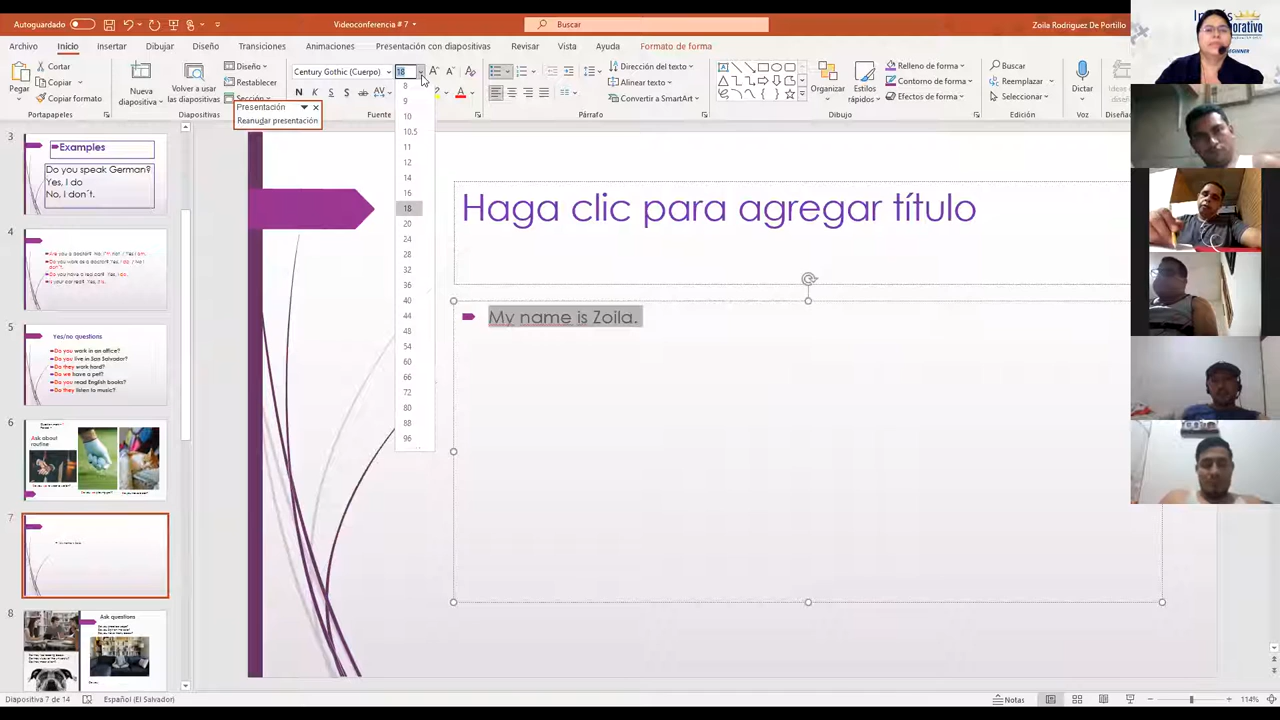 Autoguardado
Videoconferencia # 7
Buscar
Zoila Rodriguez De Portillo
Archivo Inicio Insertar Dibujar Diseño Transiciones Animaciones Presentación con diapositivas Revisar Vista Ayuda Formato de forma
Pegar
Cortar
Copiar
Copiar formato
Portapapeles
Volver a usar
las diapositivas
Diseño
Restablecer
Sección
Diapositivas
Century Gothic (Cuerpo) 18
N K S S ab AV
Fuente
Dirección del texto
Alinear texto
Convertir a SmartArt
Párrafo
Organizar
Estilos
rápidos
Relleno de forma
Contorno de forma
Efectos de forma
Dibujo
Buscar
Reemplazar
Seleccionar
Edición
Dictar
Voz
Presentación
Reanudar presentación
8
9
10
10.5
11
12
14
16
18
20
24
28
32
36
40
44
48
54
60
66
72
80
88
96
3
Examples
Do you speak German?
Yes, I do
No, I don´t.
4
5
Yes/no questions
Do you work in an office?
Do you live in San Salvador?
Do they work hard?
Do we have a pet?
Do you read English books?
Do they listen to music?
6
Ask about
routine
7
8
Ask questions
Haga clic para agregar título
My name is Zoila.
Diapositiva 7 de 14
Español (El Salvador)
Notas
114%